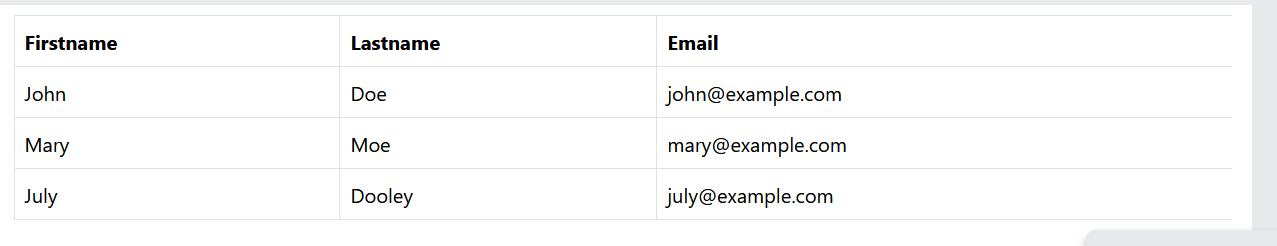 Firstname Lastname Email
John Doe john@example.com
Mary Moe mary@example.com
July Dooley july@example.com